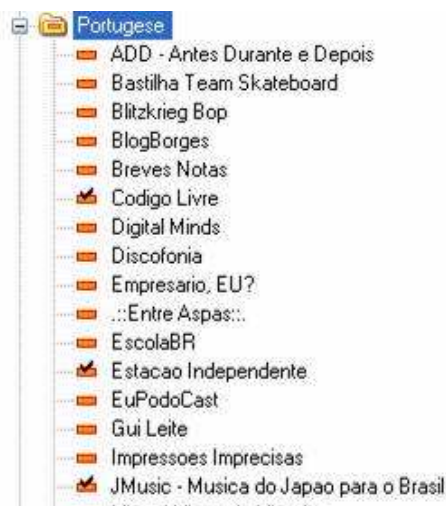 Portugese
ADD - Antes Durante e Depois
Bastilha Team Skateboard
Blitzkrieg Bop
BlogBorges
Breves Notas
Codigo Livre
Digital Minds
Discofonia
Empresario, EU?
.::Entre Aspas::.
EscolaBR
Estacao Independente
EuPodoCast
Gui Leite
Impressoes Imprecisas
JMusic - Musica do Japao para o Brasil